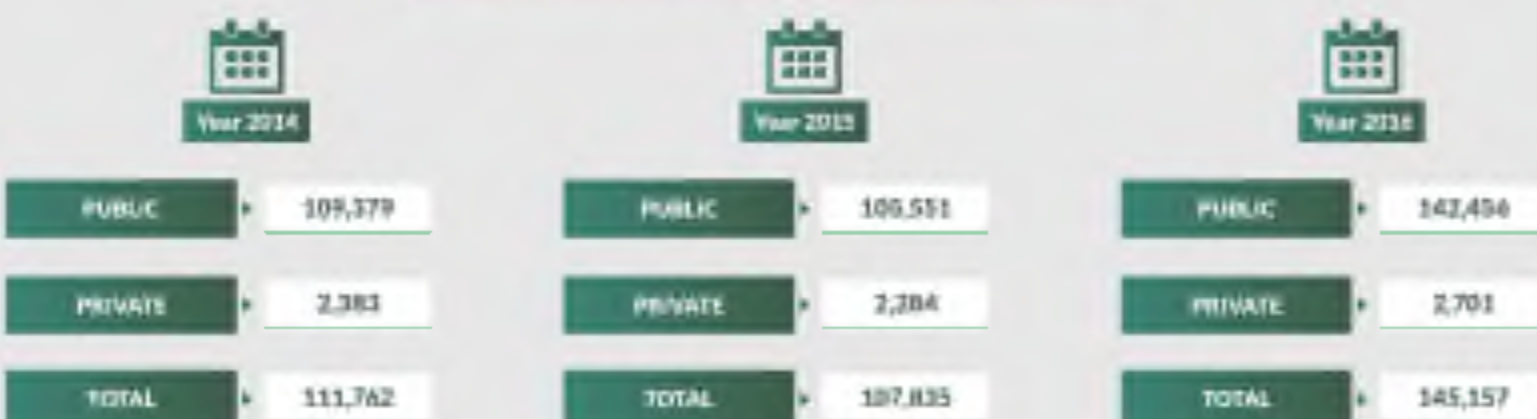 Year 2014 Year 2015 Year 2016
PUBLIC 109,379 PUBLIC 105,551 PUBLIC 142,456
PRIVATE 2,383 PRIVATE 2,284 PRIVATE 2,701
TOTAL 111,762 TOTAL 107,835 TOTAL 145,157